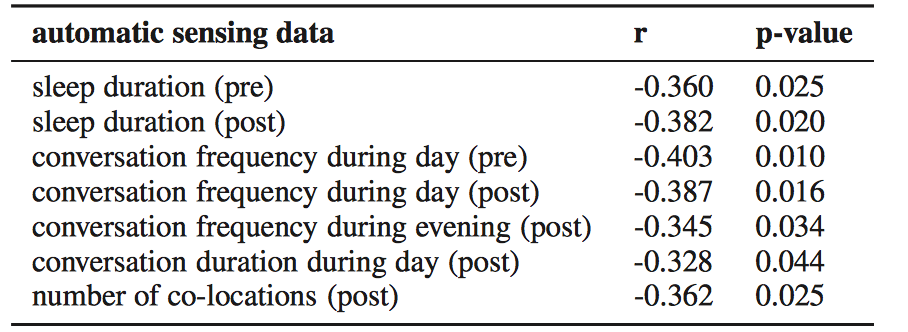 automatic sensing data r p-value
sleep duration (pre) -0.360 0.025
sleep duration (post) -0.382 0.020
conversation frequency during day (pre) -0.403 0.010
conversation frequency during day (post) -0.387 0.016
conversation frequency during evening (post) -0.345 0.034
conversation duration during day (post) -0.328 0.044
number of co-locations (post) -0.362 0.025